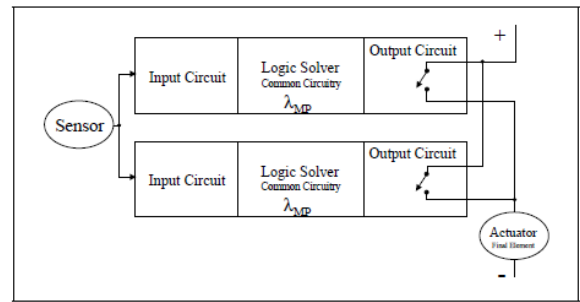 +
Output Circuit
Input Circuit
Logic Solver
Common Circuitry
λMP
Sensor
Output Circuit
Input Circuit
Logic Solver
Common Circuitry
λMP
Actuator
Final Element
-